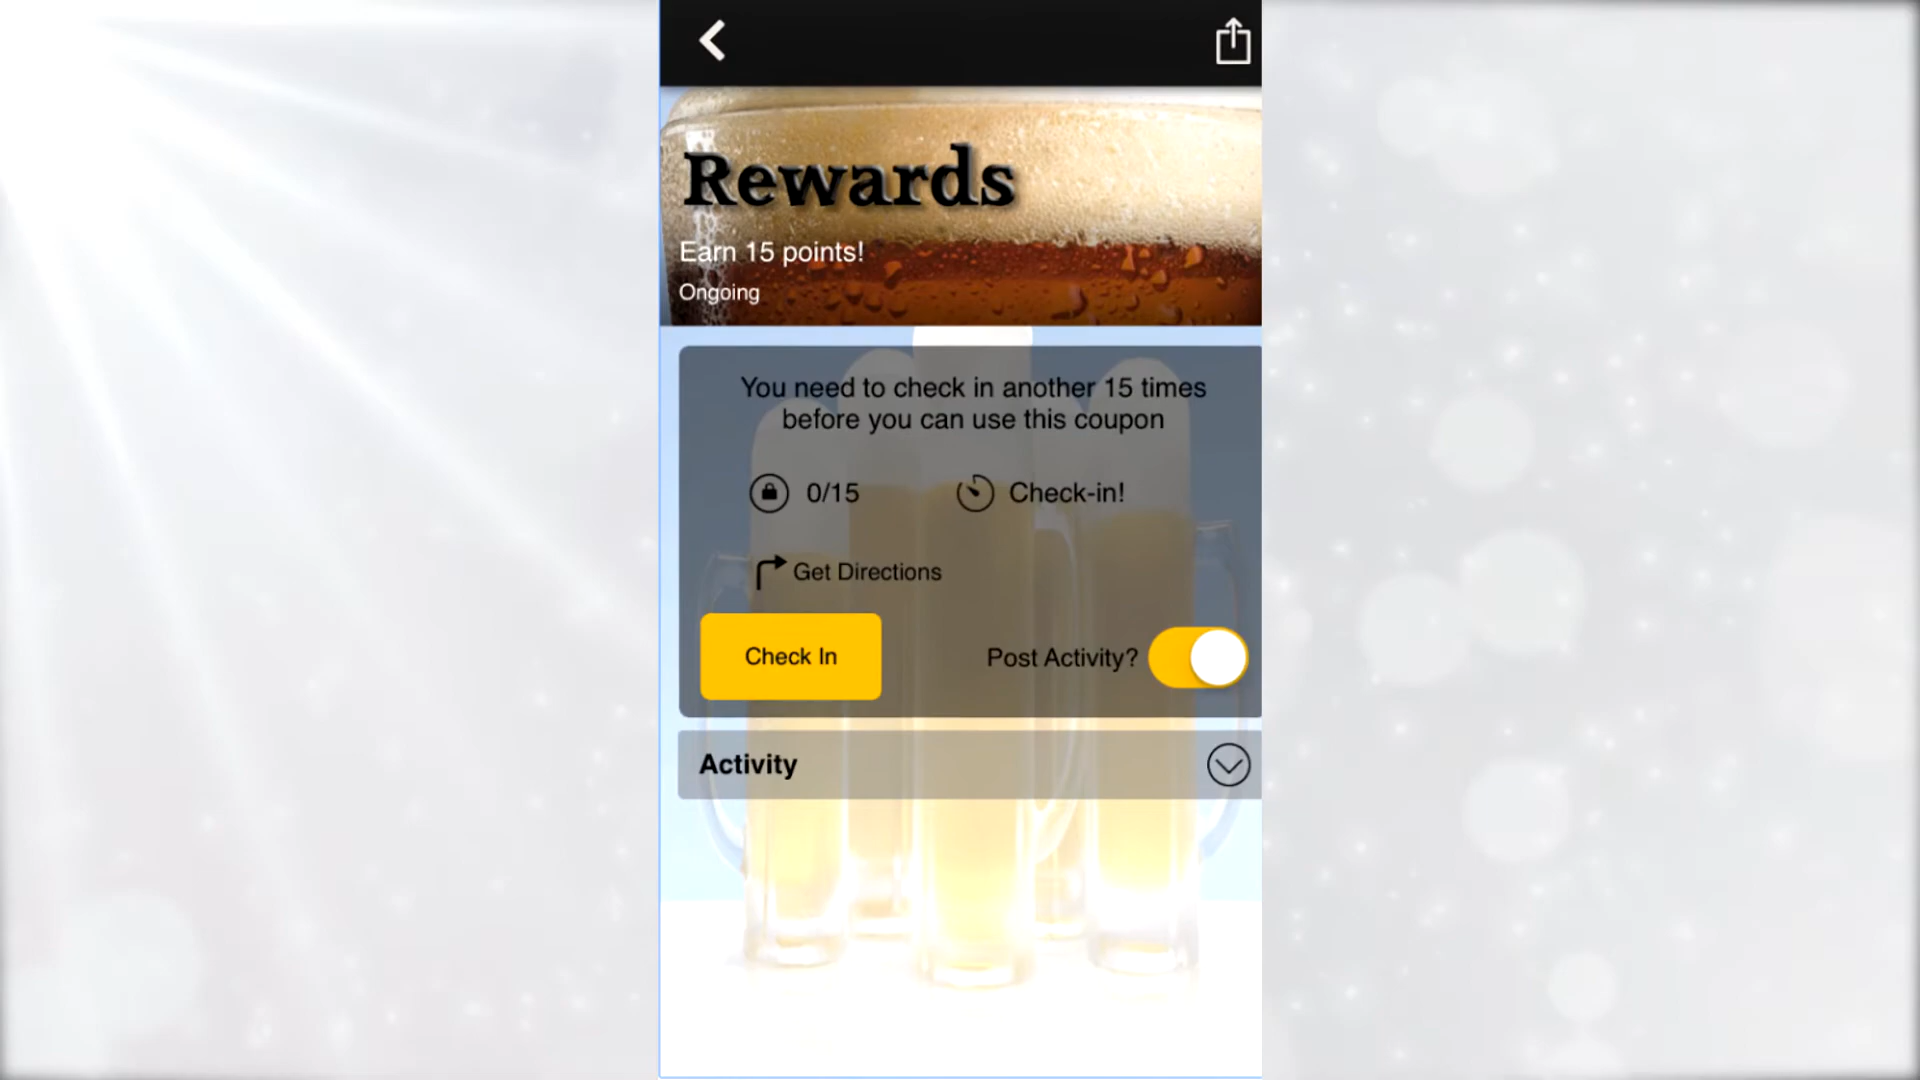 Rewards
Earn 15 points!
Ongoing
You need to check in another 15 times
before you can use this coupon
0/15
Check-in!
Get Directions
Check In
Post Activity?
Activity